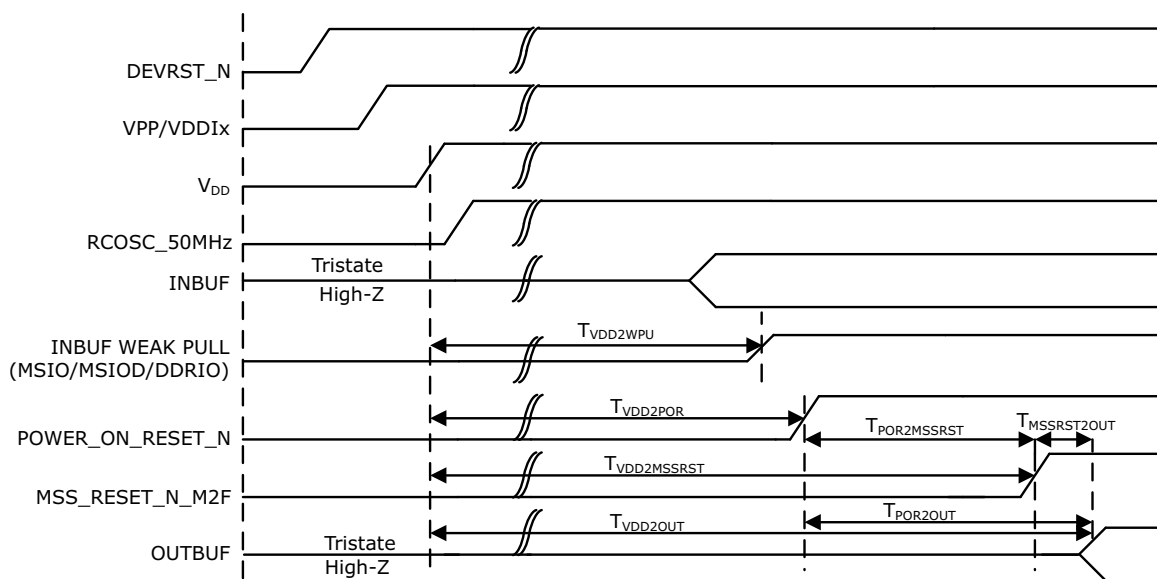 DEVRST_N
VPP/VDDIx
VDD
RCOSC_50MHz
Tristate
INBUF
High-Z
TVDD2WPU
INBUF WEAK PULL
(MSIO/MSIOD/DDRIO)
TVDD2POR
POWER_ON_RESET_N
TPOR2MSSRST
TMSSRST2OUT
TVDD2MSSRST
MSS_RESET_N_M2F
TVDD2OUT
TPOR2OUT
Tristate
OUTBUF
High-Z